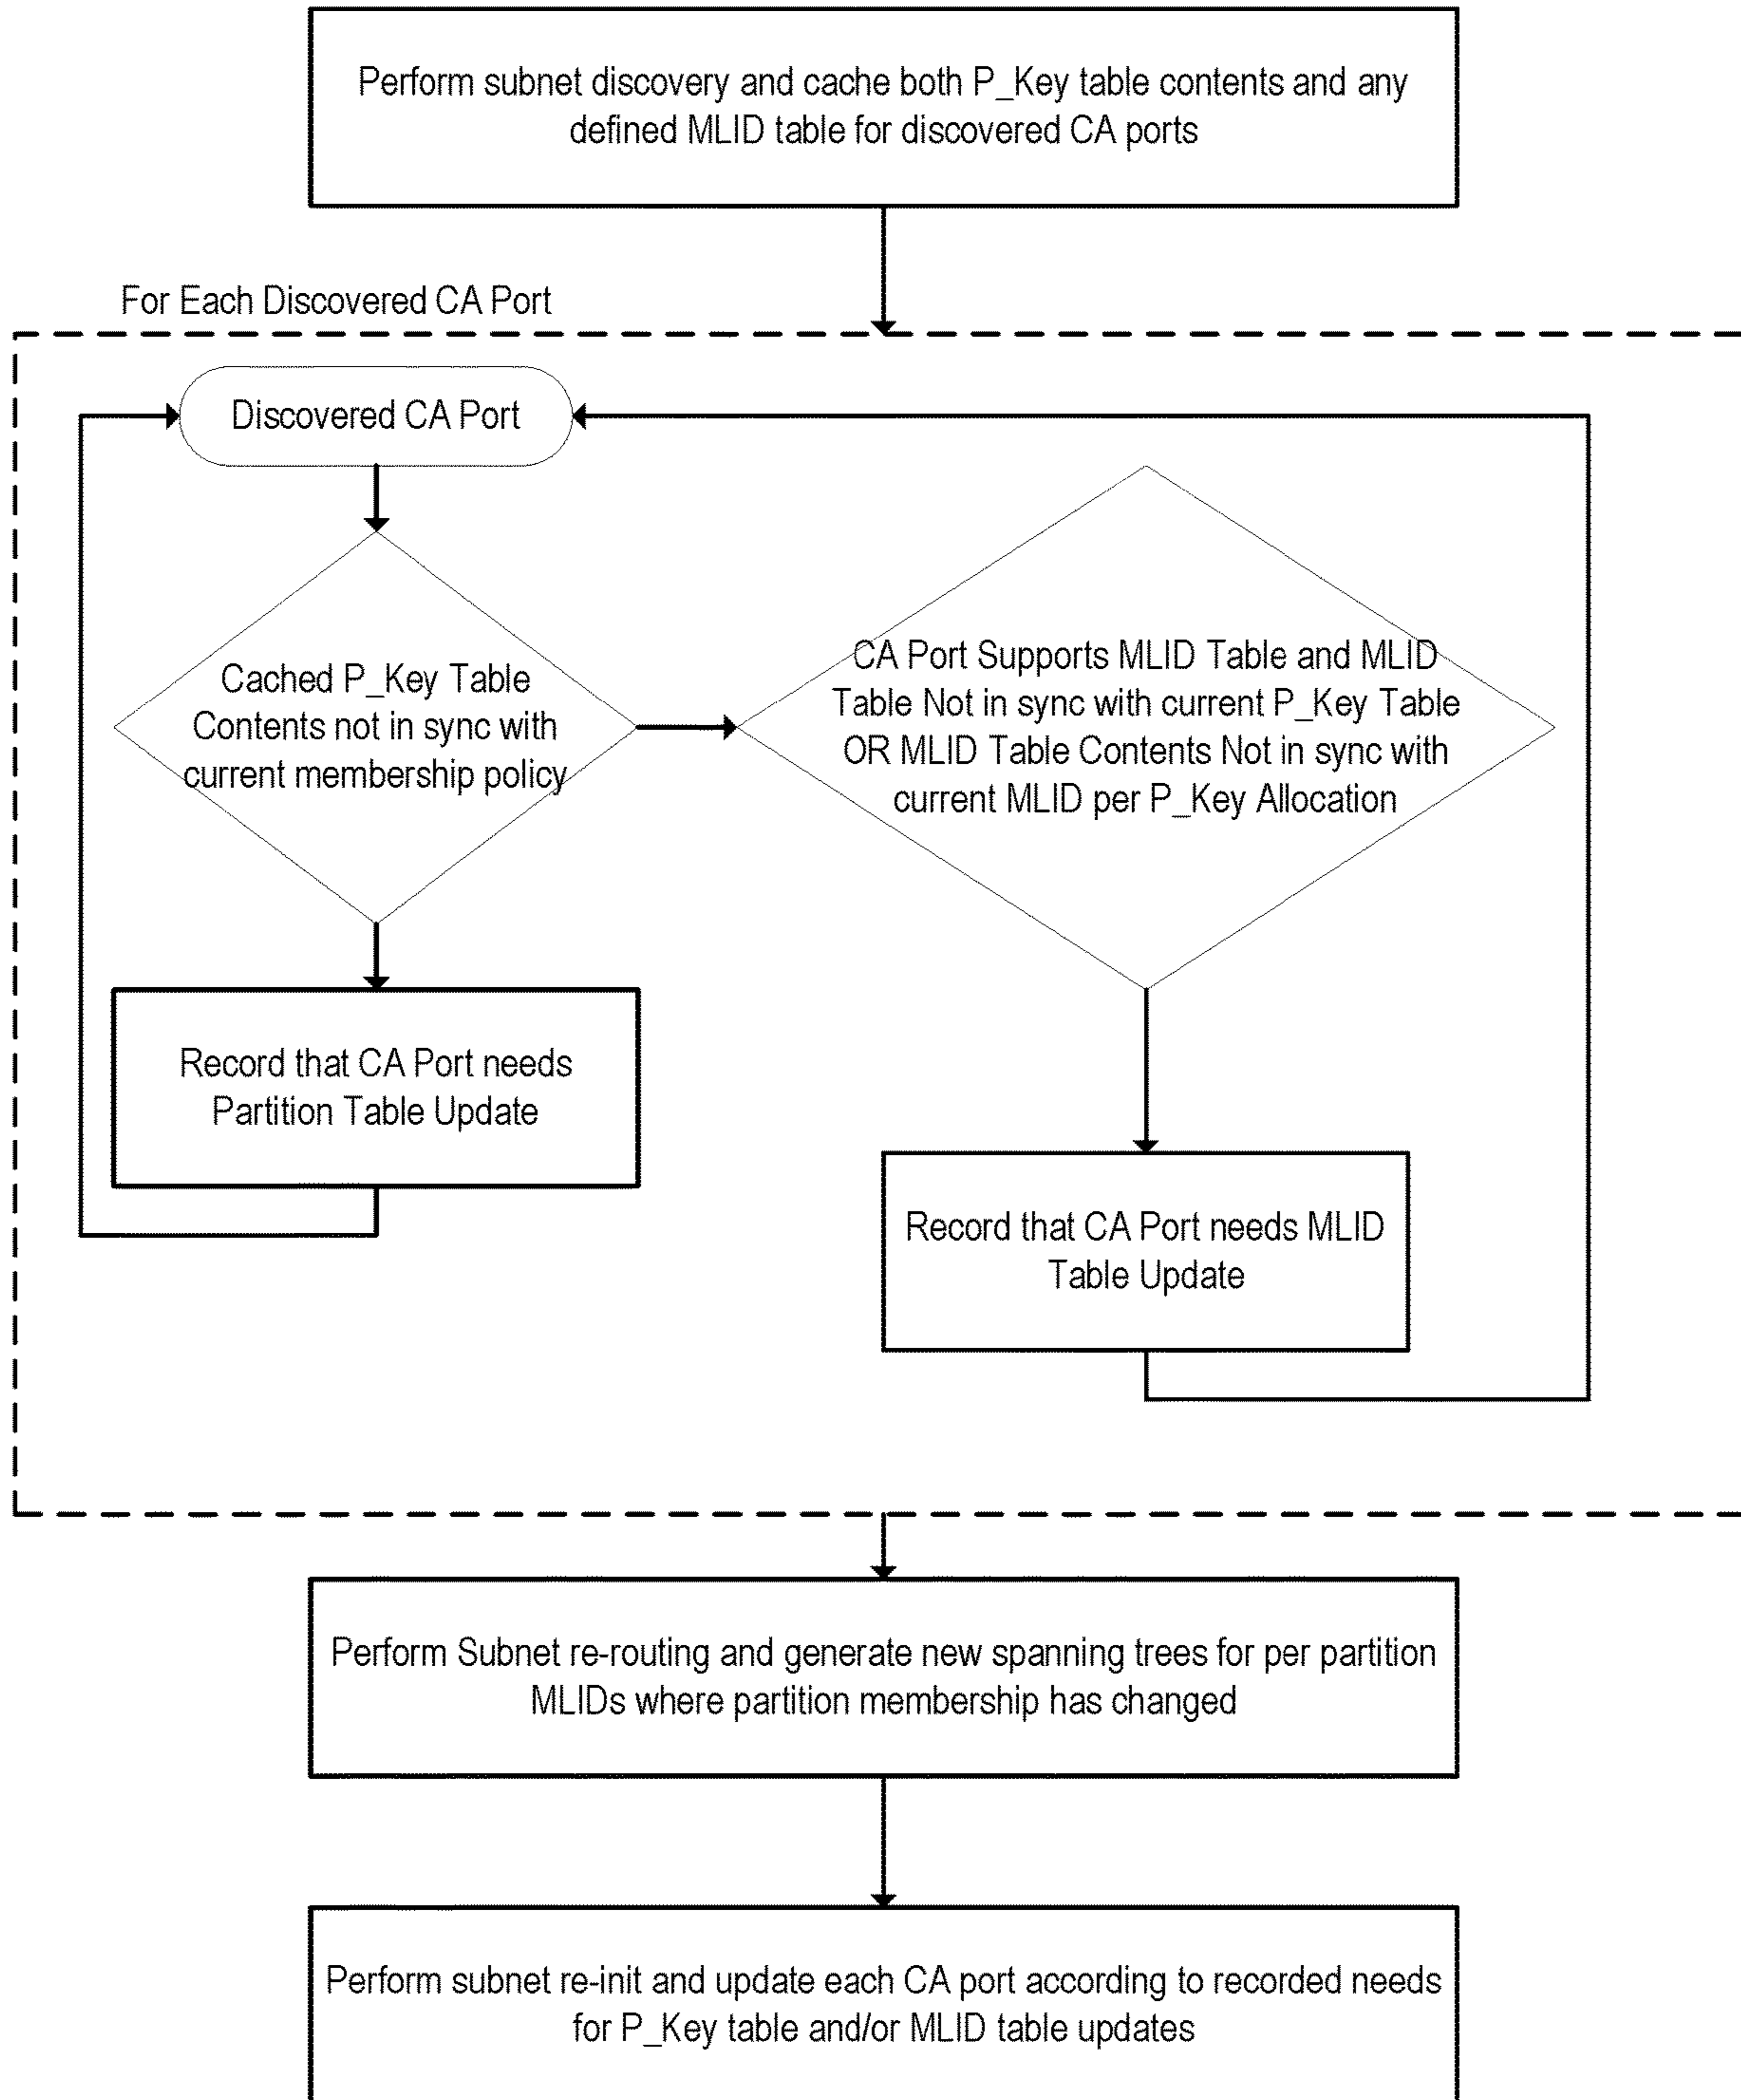 Perform subnet discovery and cache both P_Key table contents and any
defined MLID table for discovered CA ports
For Each Discovered CA Port
Discovered CA Port
Cached P_Key Table
Contents not in sync with
current membership policy
CA Port Supports MLID Table and MLID
Table Not in sync with current P_Key Table
OR MLID Table Contents Not in sync with
current MLID per P_Key Allocation
Record that CA Port needs
Partition Table Update
Record that CA Port needs MLID
Table Update
Perform Subnet re-routing and generate new spanning trees for per partition
MLIDs where partition membership has changed
Perform subnet re-init and update each CA port according to recorded needs
for P_Key table and/or MLID table updates